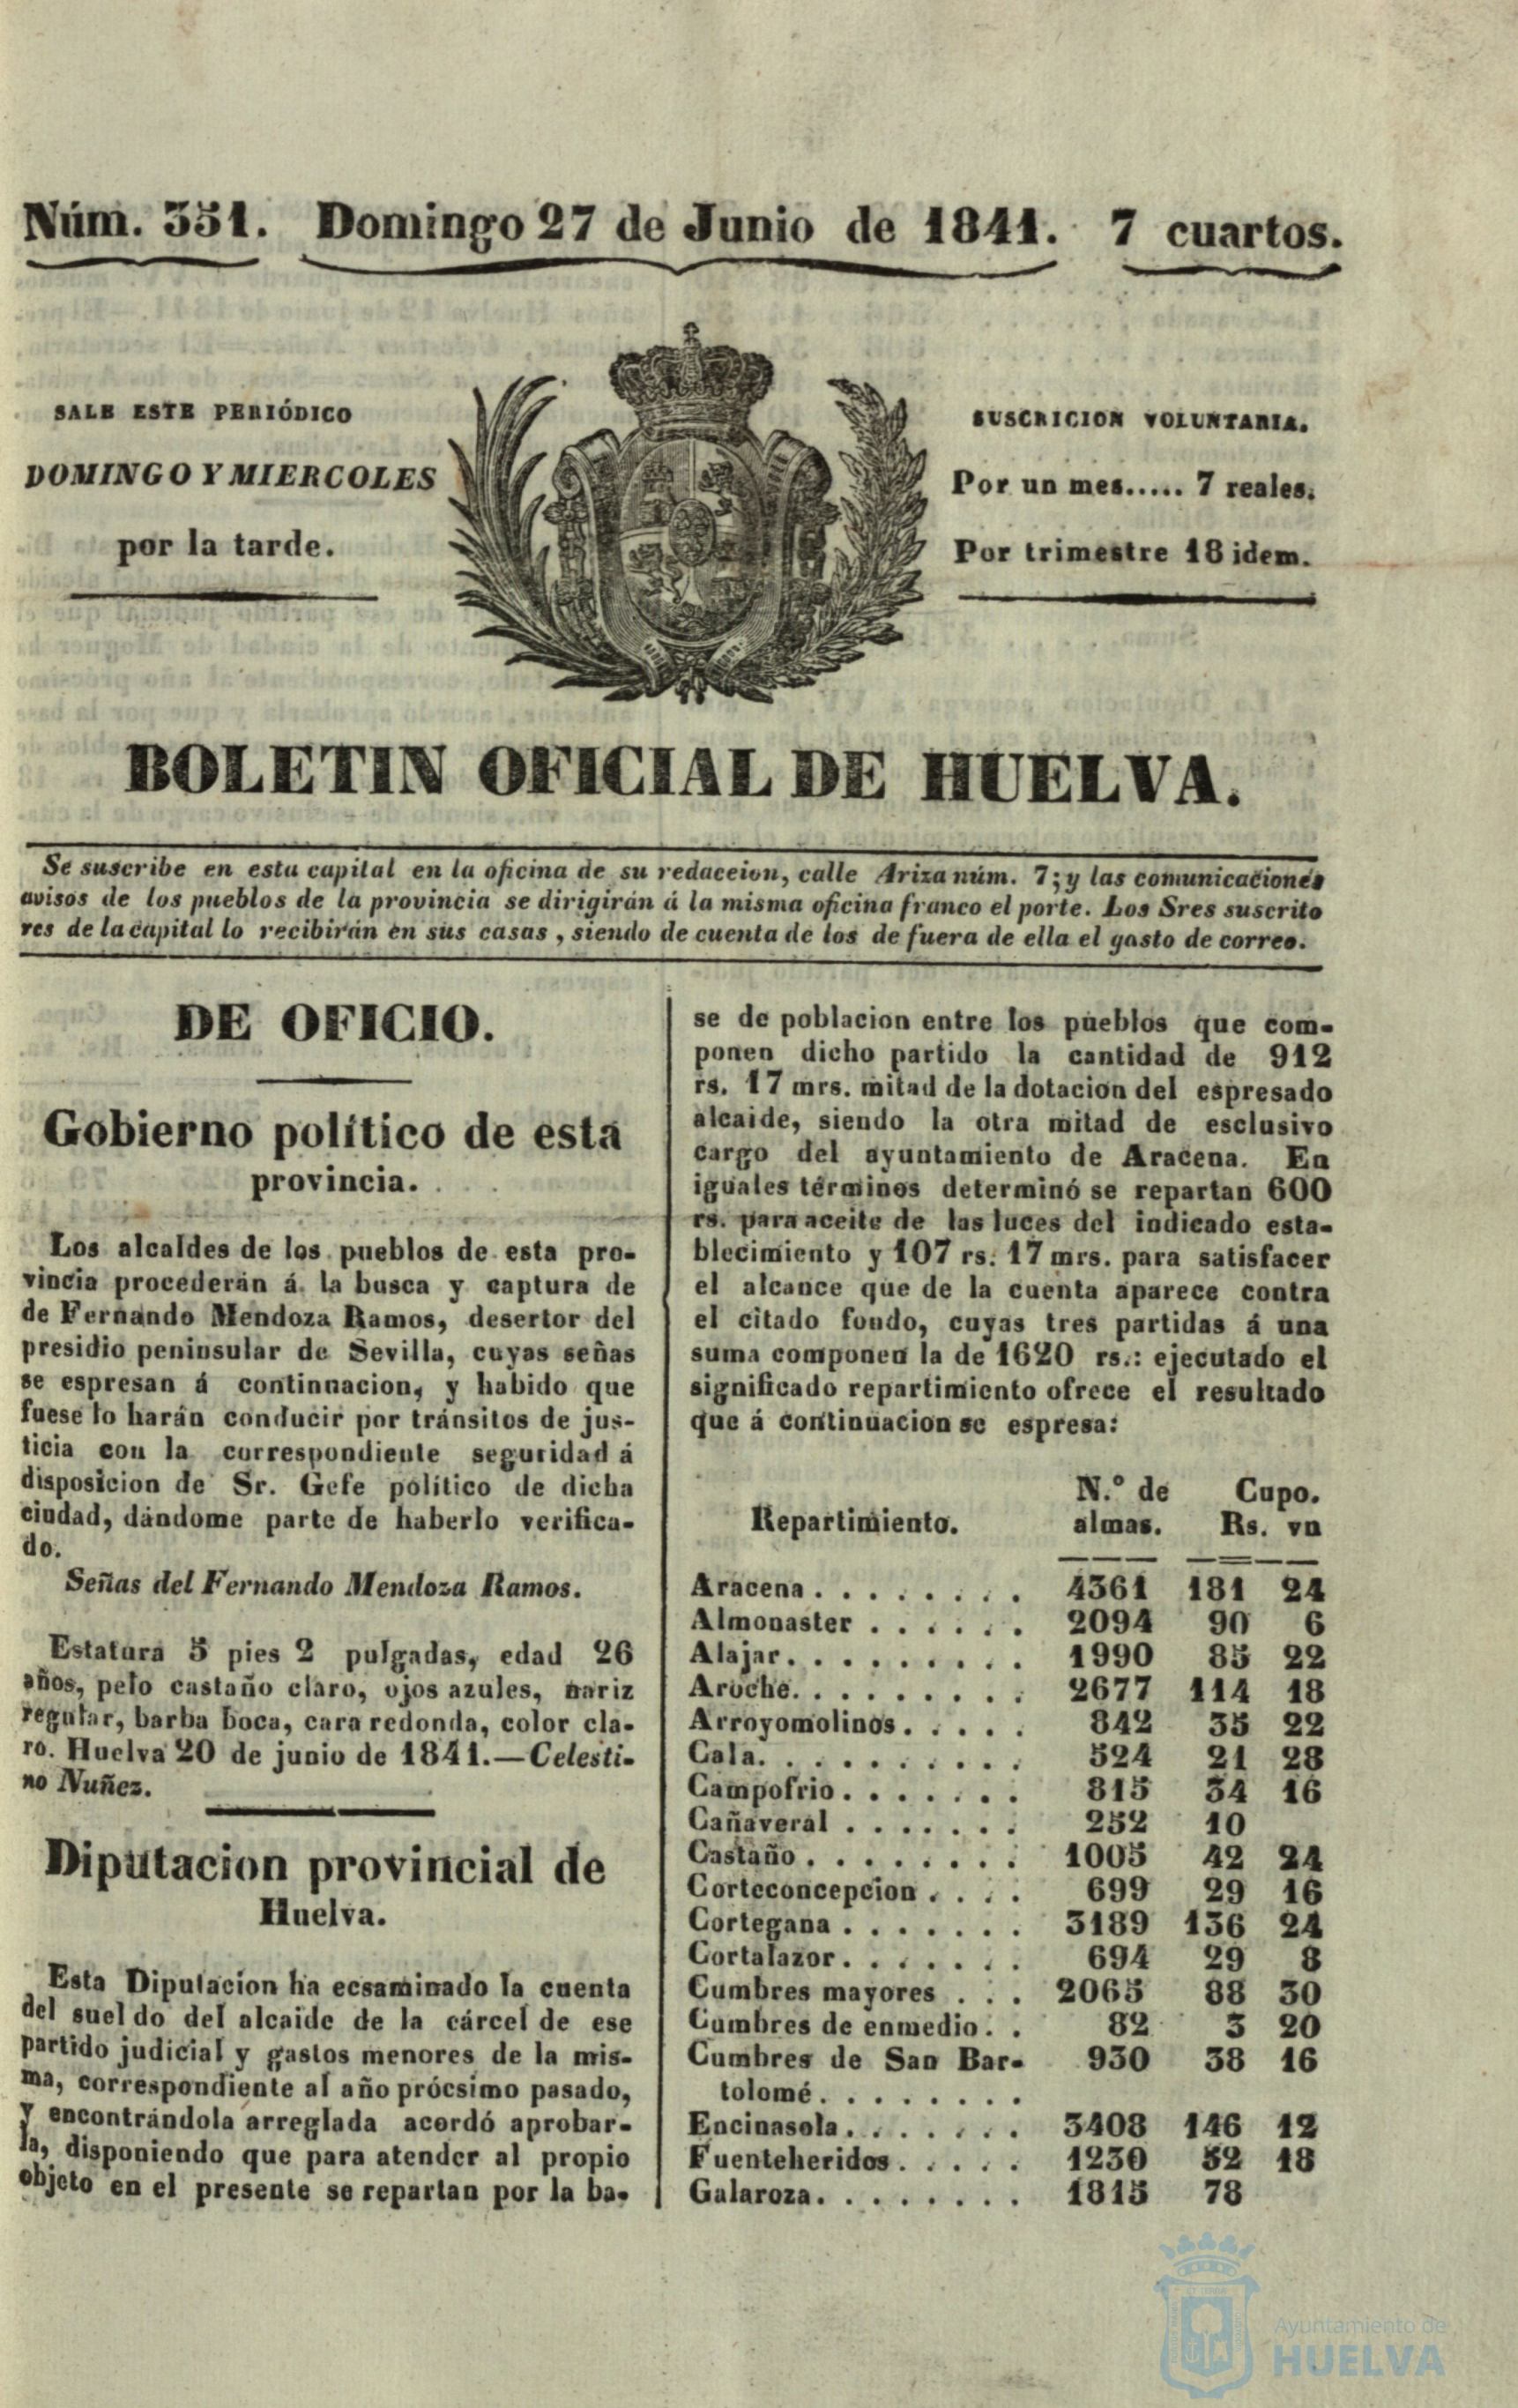 Núm. 351. Domingo 27 de Junio de 1841. 7 cuartos.
SALE ESTE PERIÓDICO
DOMINGO Y MIERCOLES
por la tarde.
SUSCRICION VOLUNTARIA.
Por un mes..... 7 reales.
Por trimestre 18 idem.
BOLETIN OFICIAL DE HUELVA.
Se suscribe en esta capital en la oficina de su redaccion, calle Ariza núm. 7; y las comunicaciones
avisos de los pueblos de la provincia se dirigirán á la misma oficina franco el porte. Los Sres suscrito
res de la capital lo recibirán en sus casas, siendo de cuenta de los de fuera de ella el gasto de correo.
DE OFICIO.
Gobierno político de esta
provincia.
Los alcaldes de los pueblos de esta pro-
vincia procederán á la busca y captura de
de Fernando Mendoza Ramos, desertor del
presidio peninsular de Sevilla, cuyas señas
se espresan á continnacion, y habido que
fuese lo harán conducir por tránsitos de jus-
ticia con la correspondiente seguridad á
disposicion de Sr. Gefe político de dicha
ciudad, dándome parte de haberlo verifica-
do.
Señas del Fernando Mendoza Ramos.
Estatura 5 pies 2 pulgadas, edad 26
años, pelo castaño claro, ojos azules, nariz
regular, barba boca, cara redonda, color cla-
ro. Huelva 20 de junio de 1841.—Celesti-
no Nuñez.
Diputacion provincial de
Huelva.
Esta Diputacion ha ecsaminado la cuenta
del sueldo del alcaide de la cárcel de ese
partido judicial y gastos menores de la mis-
ma, correspondiente al año prócsimo pasado,
y encontrándola arreglada acordó aprobar-
la, disponiendo que para atender al propio
objeto en el presente se repartan por la ba-
se de poblacion entre los pueblos que com-
ponen dicho partido la cantidad de 912
rs. 17 mrs. mitad de la dotacion del espresado
alcaide, siendo la otra mitad de esclusivo
cargo del ayuntamiento de Aracena. En
iguales términos determinó se repartan 600
rs. para aceite de las luces del indicado esta-
blecimiento y 107 rs. 17 mrs. para satisfacer
el alcance que de la cuenta aparece contra
el citado fondo, cuyas tres partidas á una
suma componen la de 1620 rs.: ejecutado el
significado repartimiento ofrece el resultado
que á continuacion se espresa:
Repartimiento. N.º de almas. Cupo. Rs. vn
Aracena . . . . . . . . 4361 181 24
Almonaster . . . . . . 2094 90 6
Alajar. . . . . . . . . 1990 85 22
Aroche. . . . . . . . . 2677 114 18
Arroyomolinos. . . . . 842 35 22
Cala. . . . . . . . . . 524 21 28
Campofrio . . . . . . . 815 34 16
Cañaveral . . . . . . . 252 10
Castaño . . . . . . . . 1005 42 24
Corteconcepcion . . . . 699 29 16
Cortegana . . . . . . . 3189 136 24
Cortalazor. . . . . . . 694 29 8
Cumbres mayores . . . 2065 88 30
Cumbres de enmedio. . 82 3 20
Cumbres de San Bar- 930 38 16
tolomé. . . . . . . .
Encinasola. . . . . . . 3408 146 12
Fuenteheridos . . . . . 1230 52 18
Galaroza. . . . . . . . 1815 78
Ayuntamiento de
HUELVA